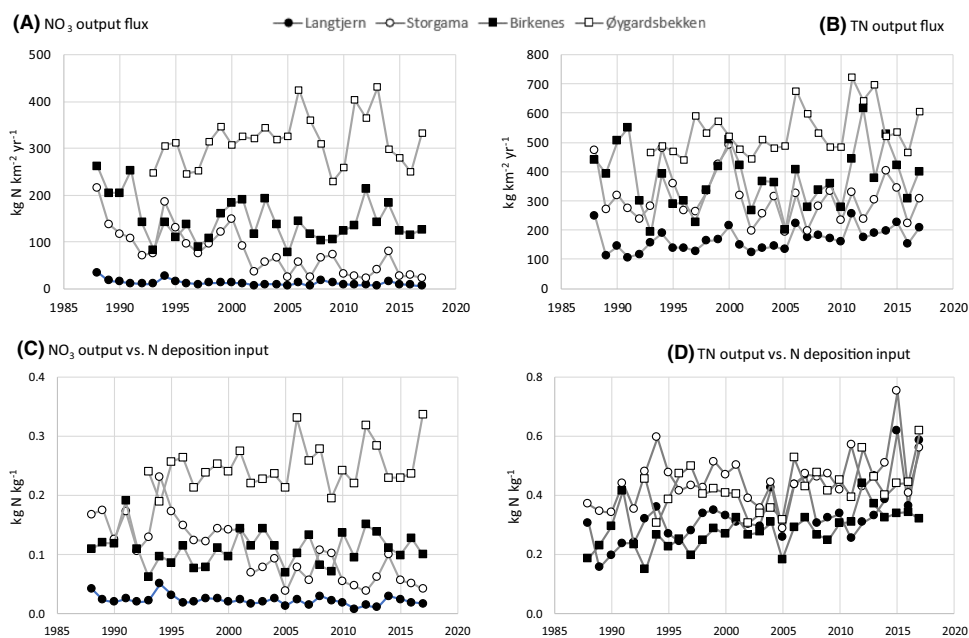 (A) NO3 output flux
Langtjern Storgama Birkenes Øygardsbekken
(B) TN output flux
kg N km-2 yr-1
500
400
300
200
100
0
1985 1990 1995 2000 2005 2010 2015 2020
kg km-2 yr-1
800
700
600
500
400
300
200
100
0
1985 1990 1995 2000 2005 2010 2015 2020
(C) NO3 output vs. N deposition input
kg N kg-1
0.4
0.3
0.2
0.1
0.0
1985 1990 1995 2000 2005 2010 2015 2020
(D) TN output vs. N deposition input
kg N kg-1
0.8
0.6
0.4
0.2
0.0
1985 1990 1995 2000 2005 2010 2015 2020